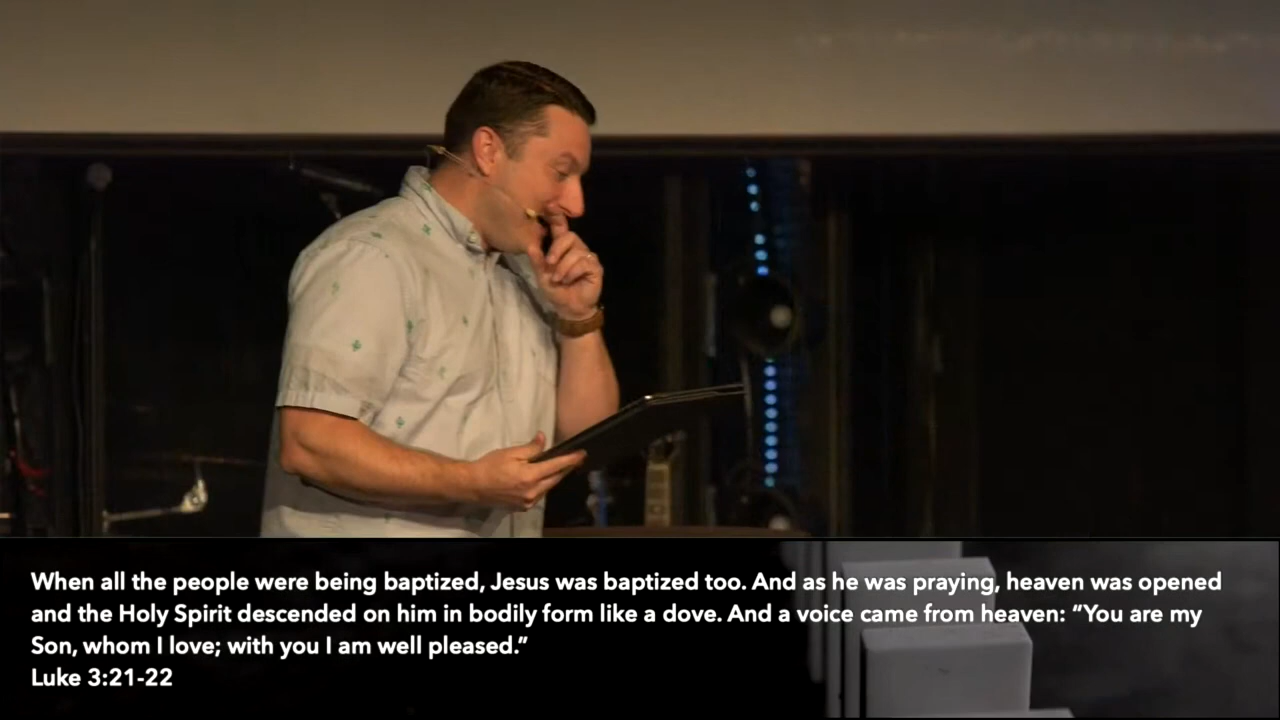 When all the people were being baptized, Jesus was baptized too. And as he was praying, heaven was opened
and the Holy Spirit descended on him in bodily form like a dove. And a voice came from heaven: “You are my
Son, whom I love; with you I am well pleased.”
Luke 3:21-22